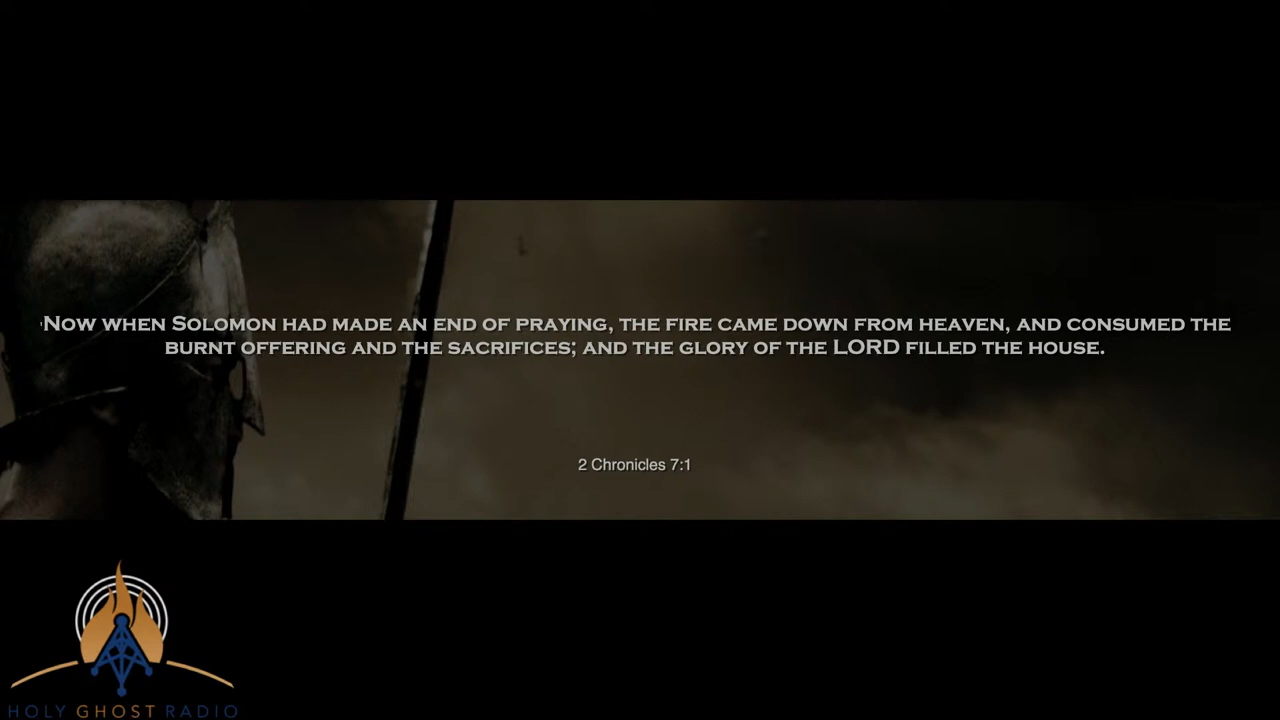 Now when Solomon had made an end of praying, the fire came down from heaven, and consumed the
burnt offering and the sacrifices; and the glory of the LORD filled the house.
2 Chronicles 7:1
HOLY GHOST RADIO